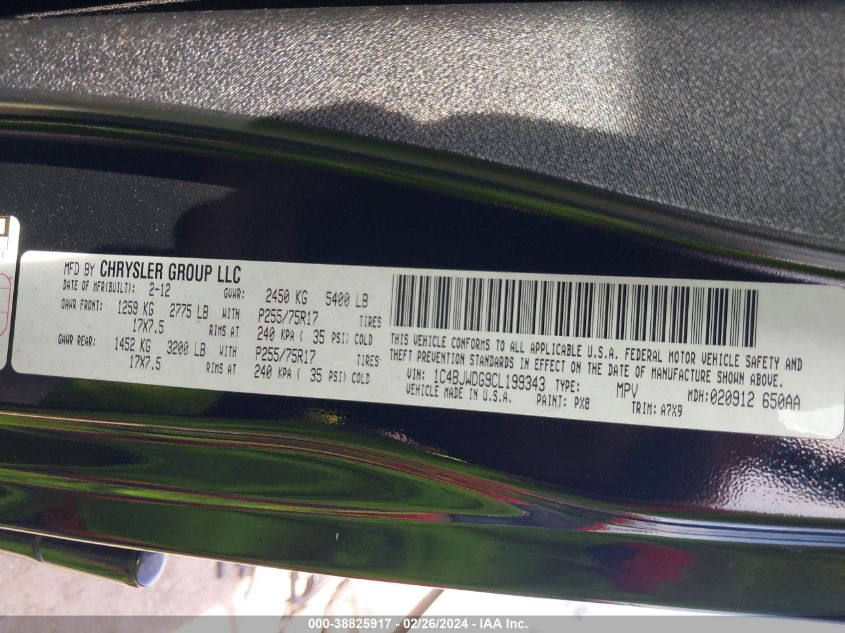 MFD BY CHRYSLER GROUP LLC
DATE OF MFR(BUILT): 2-12 GVWR: 2450 KG 5400 LB
GAWR FRONT: 1259 KG 2775 LB WITH P255/75R17 TIRES
17X7.5 RIMS AT 240 KPA ( 35 PSI) COLD
GAWR REAR: 1452 KG 3200 LB WITH P255/75R17 TIRES
17X7.5 RIMS AT 240 KPA ( 35 PSI) COLD
THIS VEHICLE CONFORMS TO ALL APPLICABLE U.S.A. FEDERAL MOTOR VEHICLE SAFETY AND
THEFT PREVENTION STANDARDS IN EFFECT ON THE DATE OF MANUFACTURE SHOWN ABOVE.
VIN: 1C4BJWDG9CL199343 TYPE: MPV MDH:020912 650AA
VEHICLE MADE IN U.S.A. PAINT: PX8 TRIM: A7X9
000-38825917 - 02/26/2024 - IAA Inc.